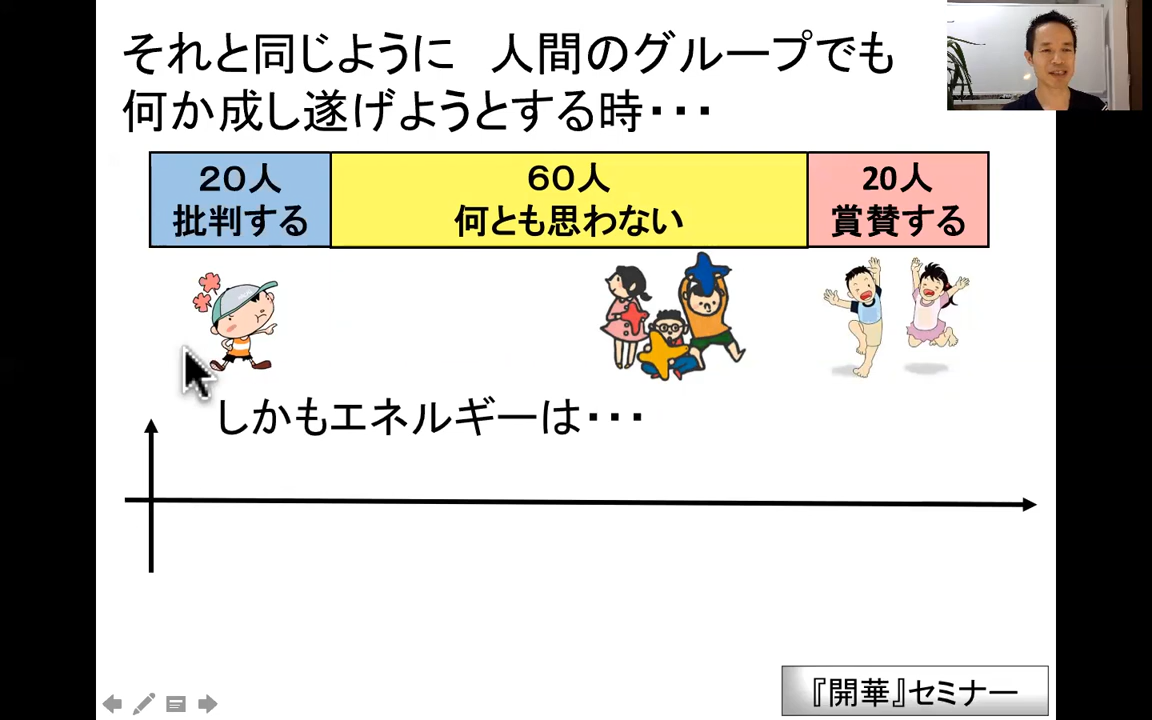 それと同じように　人間のグループでも
何か成し遂げようとする時・・・
２０人
批判する
６０人
何とも思わない
20人
賞賛する
しかもエネルギーは・・・
『開華』セミナー